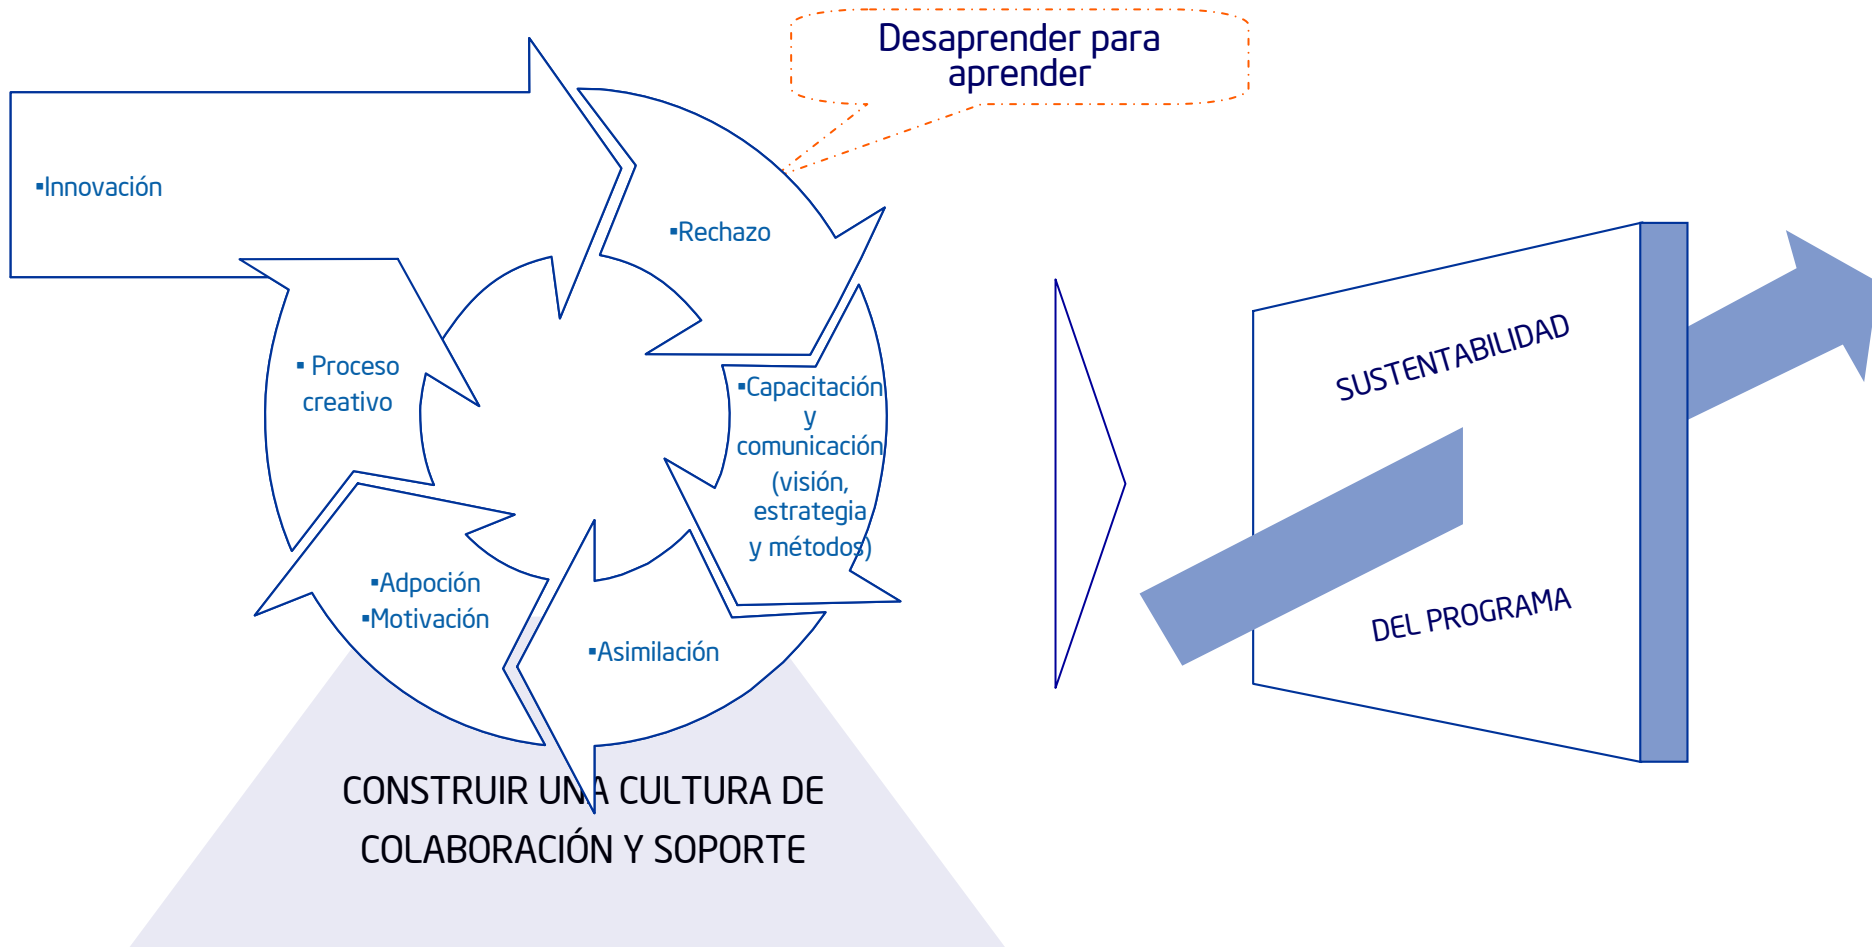 Desaprender para
aprender
▪Innovación
▪Rechazo
▪ Proceso
creativo
▪Capacitación
y
comunicación
(visión,
estrategia
y métodos)
▪Adpoción
▪Motivación
▪Asimilación
CONSTRUIR UNA CULTURA DE
COLABORACIÓN Y SOPORTE
SUSTENTABILIDAD
DEL PROGRAMA